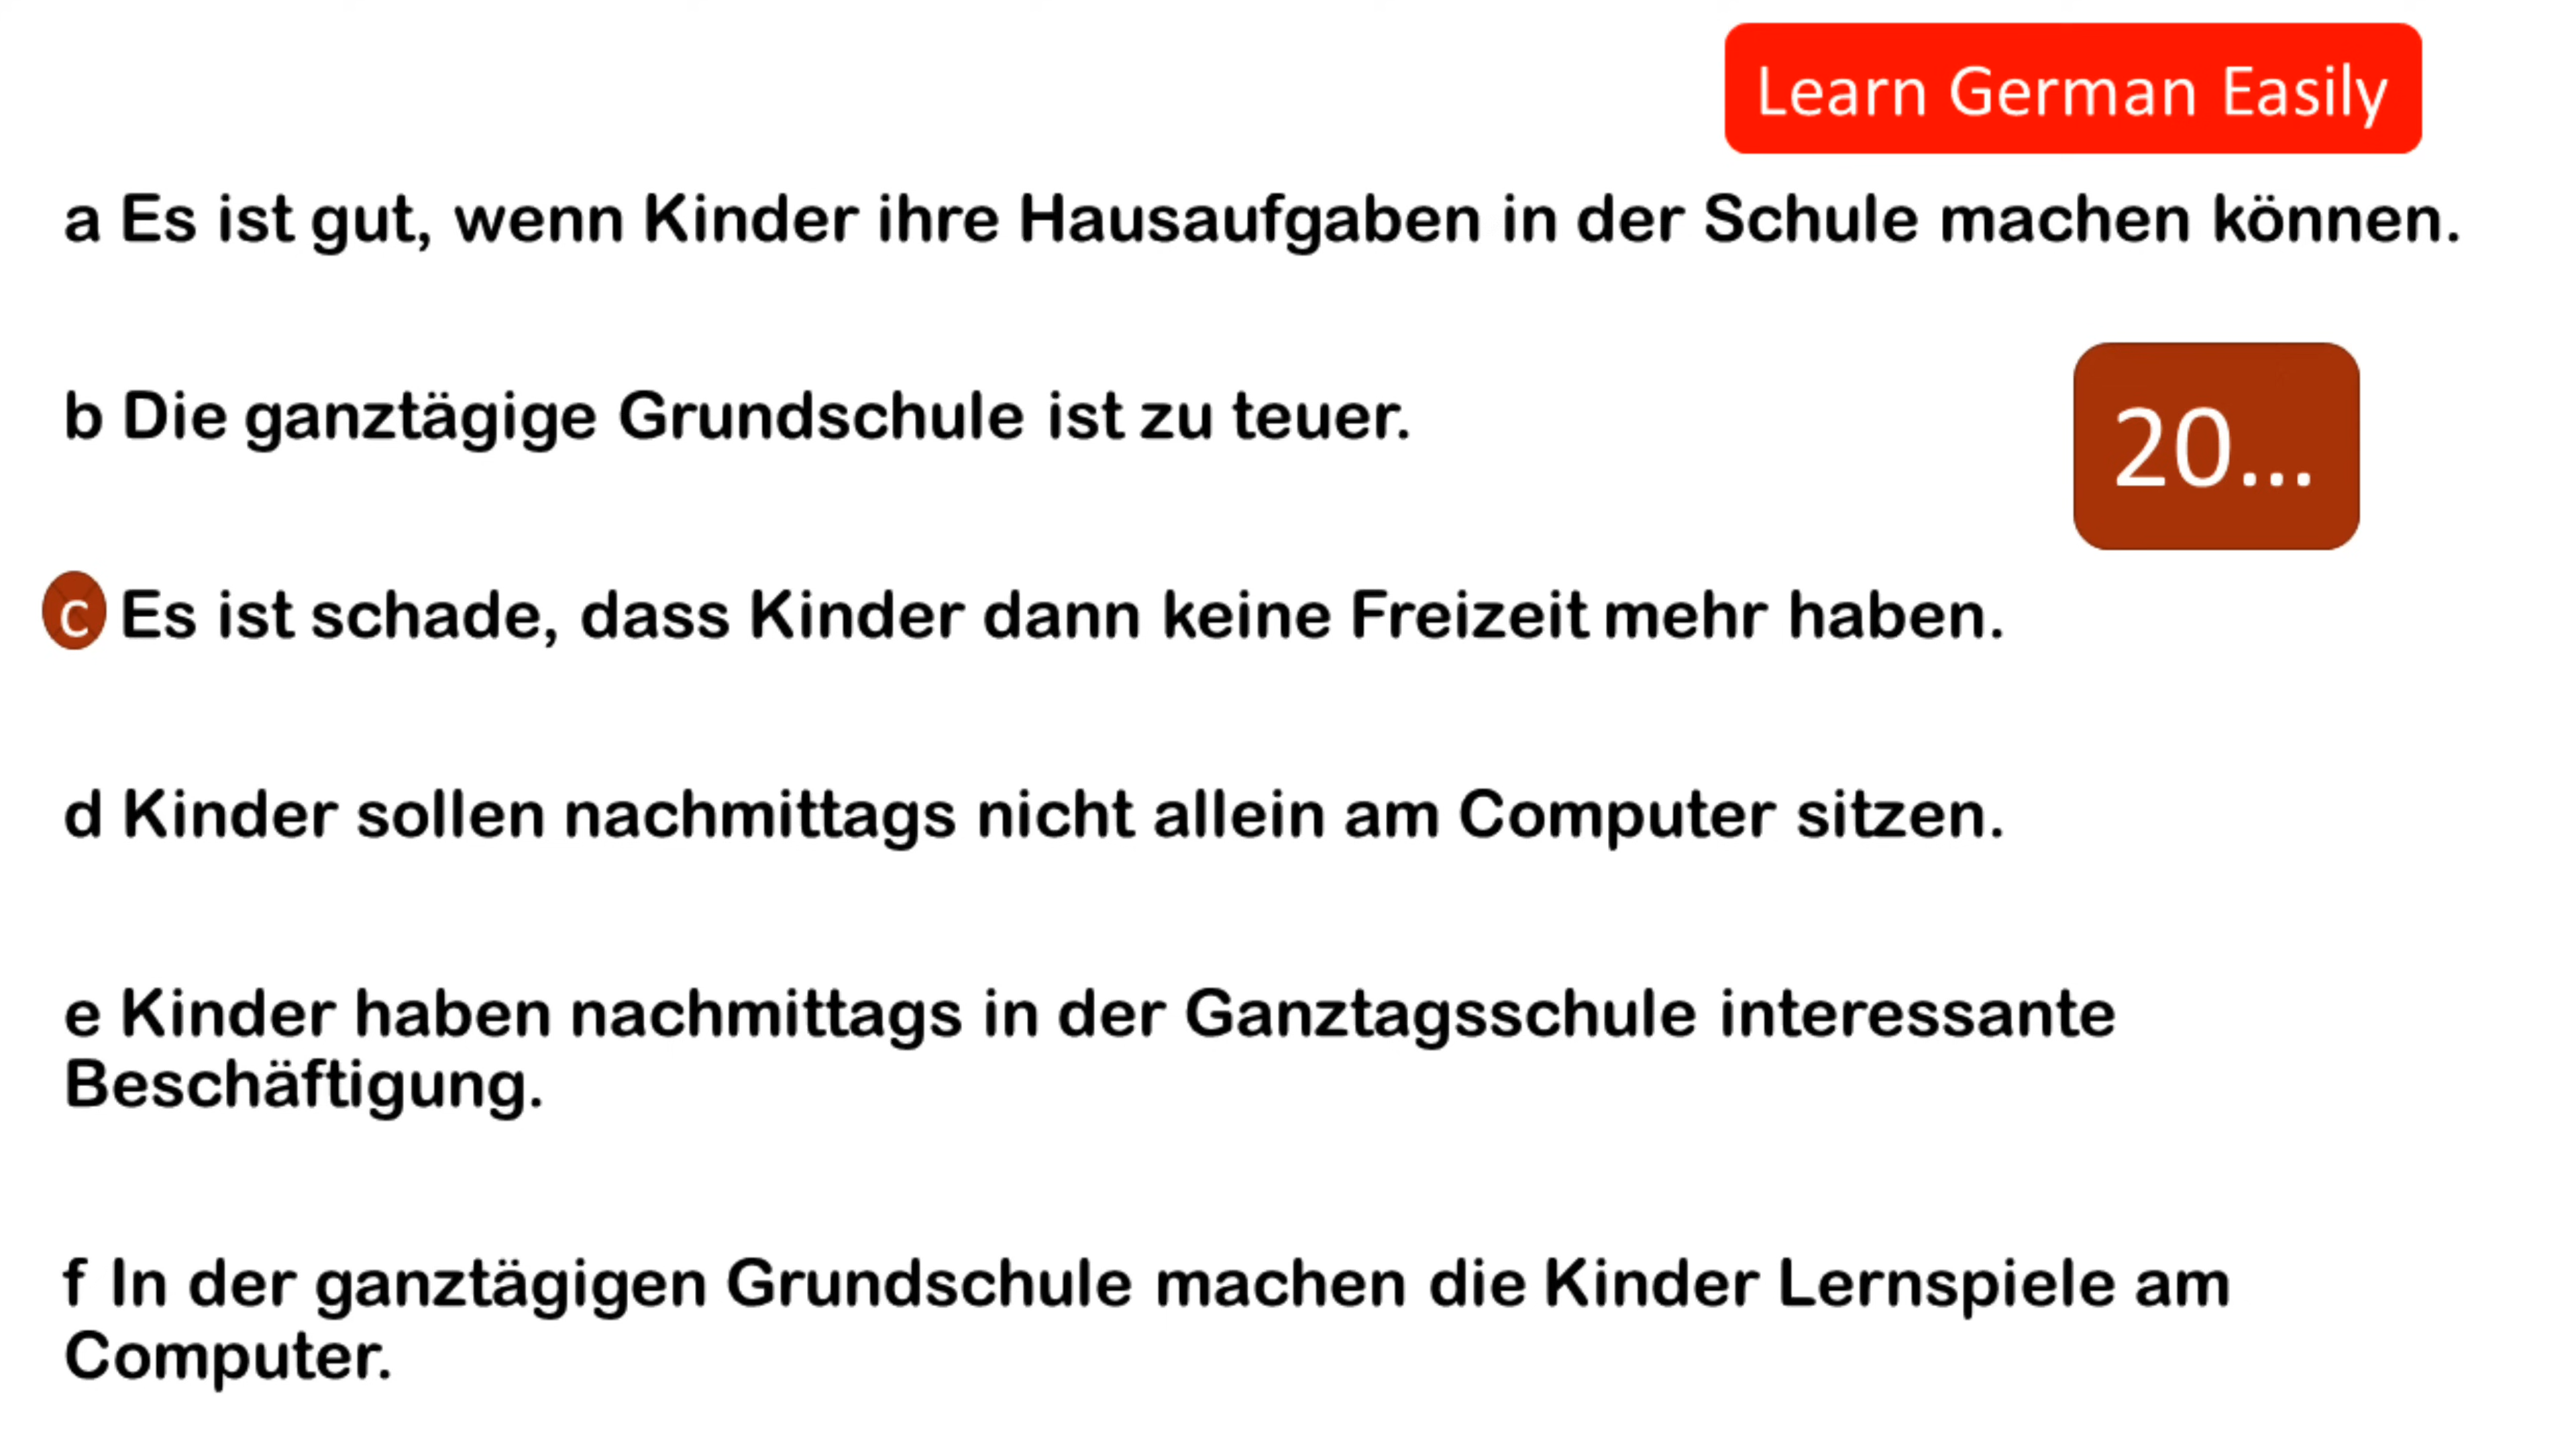 Learn German Easily
a Es ist gut, wenn Kinder ihre Hausaufgaben in der Schule machen können.
b Die ganztägige Grundschule ist zu teuer.
20...
c Es ist schade, dass Kinder dann keine Freizeit mehr haben.
d Kinder sollen nachmittags nicht allein am Computer sitzen.
e Kinder haben nachmittags in der Ganztagsschule interessante
Beschäftigung.
f In der ganztägigen Grundschule machen die Kinder Lernspiele am
Computer.